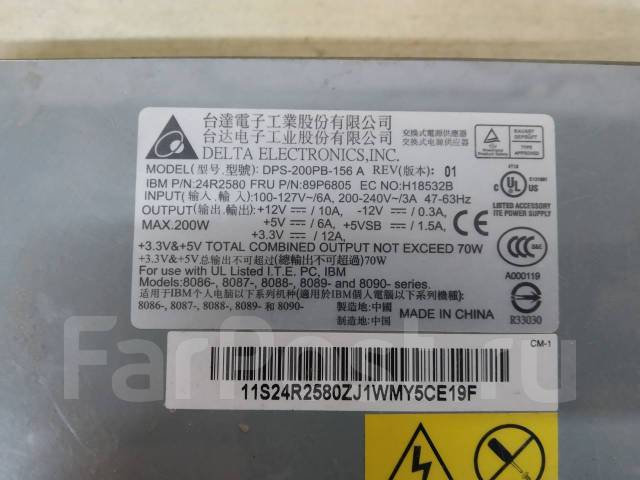 台達電子工業股份有限公司
台达电子工业股份有限公司
DELTA ELECTRONICS, INC.
交換式電源供應器
交换式电源供应器
MODEL(型号,型號): DPS-200PB-156 A REV(版本): 01
IBM P/N:24R2580 FRU P/N:89P6805 EC NO:H18532B
INPUT(输入, 輸入):100-127V~/6A, 200-240V~/3A 47-63Hz
OUTPUT(输出,輸出):+12V ⎓ / 10A, -12V ⎓ / 0.3A,
MAX.200W +5V ⎓ / 6A, +5VSB ⎓ / 1.5A,
+3.3V ⎓ / 12A,
+3.3V&+5V TOTAL COMBINED OUTPUT NOT EXCEED 70W
+3.3V&+5V总输出不可超过(總輸出不可超過)70W
For use with UL Listed I.T.E, PC, IBM
Models:8086-, 8087-, 8088-, 8089- and 8090- series.
适用于IBM个人电脑以下系列机种(適用於IBM個人電腦以下系列機種)
8086-, 8087-, 8088-, 8089- 和 8090-
製造地:中國
制造地:中国
MADE IN CHINA
TYPE
APPROVED
c UL US
LISTED ACCESSORY
ITE POWER SUPPLY
CCC
S&E
A000119
R33030
CM-1
11S24R2580ZJ1WMY5CE19F
FarPost.ru